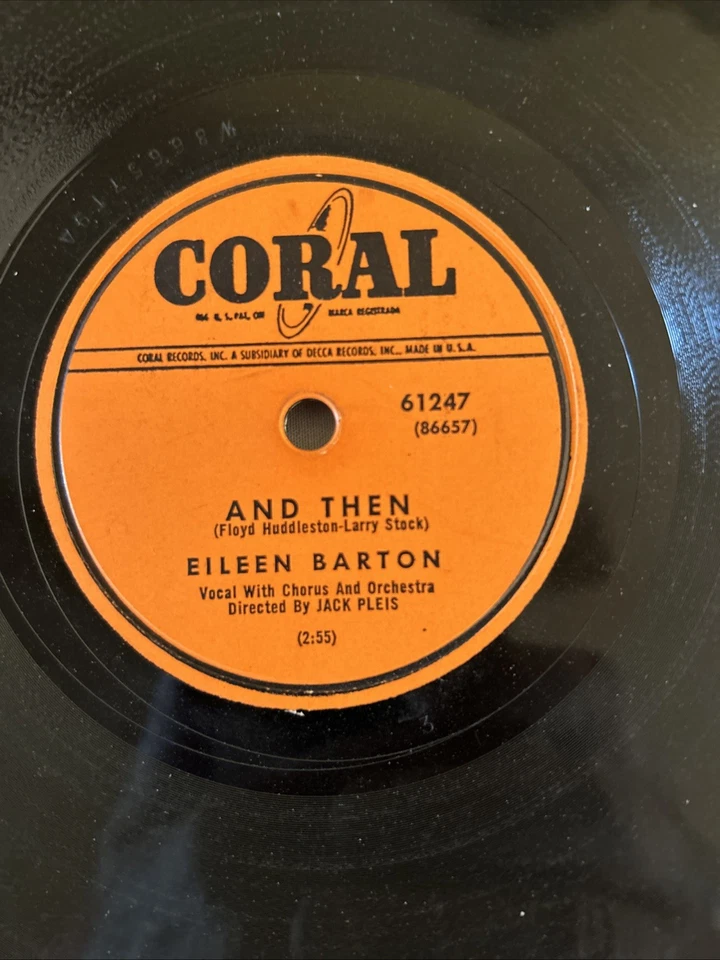 CORAL
REG. U.S. PAT. OFF. MARCA REGISTRADA
CORAL RECORDS, INC. A SUBSIDIARY OF DECCA RECORDS, INC., MADE IN U.S.A.
61247
(86657)
AND THEN
(Floyd Huddleston-Larry Stock)
EILEEN BARTON
Vocal With Chorus And Orchestra
Directed By JACK PLEIS
(2:55)
3